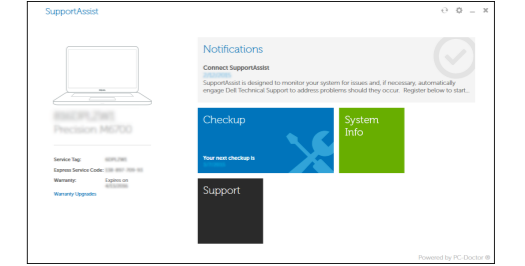 SupportAssist
Notifications
Connect SupportAssist
SupportAssist is designed to monitor your system for issues and, if necessary, automatically
engage Dell Technical Support to address problems should they occur. Register below to start...
Precision M6700
Service Tag:
Express Service Code:
Warranty: Expires on
Warranty Upgrades
Checkup
Your next checkup is
System
Info
Support
Powered by PC-Doctor ®